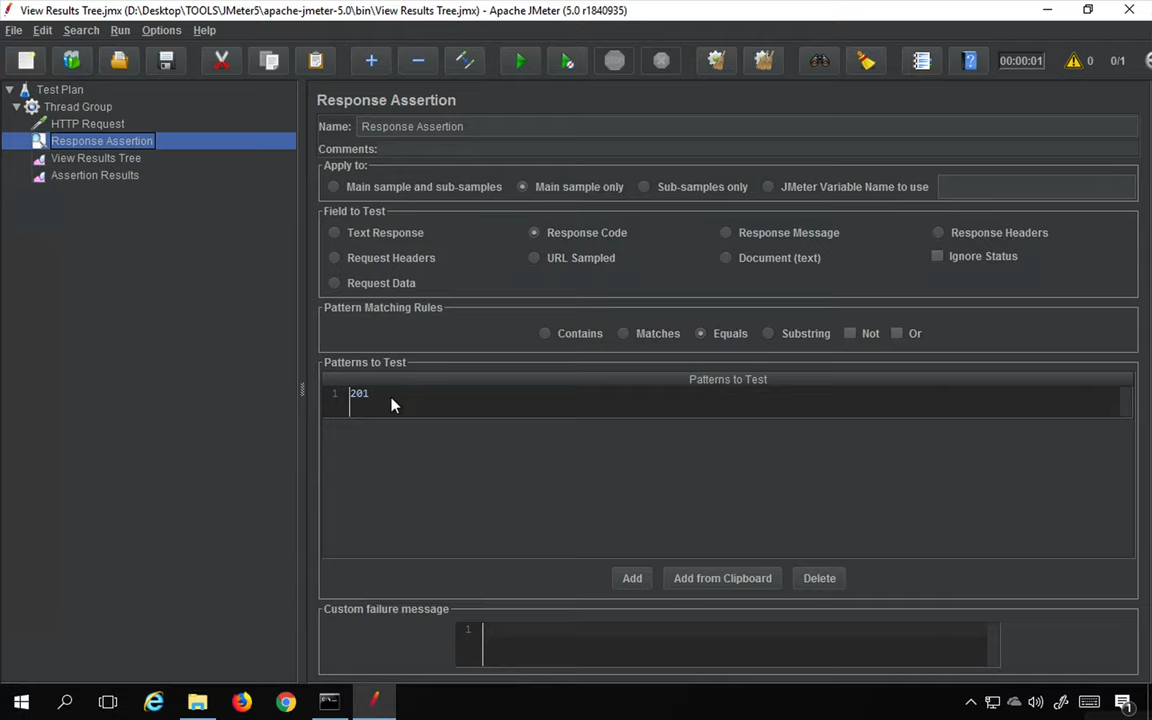 View Results Tree.jmx (D:\Desktop\TOOLS\JMeter5\apache-jmeter-5.0\bin\View Results Tree.jmx) - Apache JMeter (5.0 r1840935)
File Edit Search Run Options Help
00:00:01 0 0/1
Test Plan
Thread Group
HTTP Request
Response Assertion
View Results Tree
Assertion Results
Response Assertion
Name: Response Assertion
Comments:
Apply to:
Main sample and sub-samples Main sample only Sub-samples only JMeter Variable Name to use
Field to Test
Text Response Response Code Response Message Response Headers
Request Headers URL Sampled Document (text) Ignore Status
Request Data
Pattern Matching Rules
Contains Matches Equals Substring Not Or
Patterns to Test
Patterns to Test
1 201
Add Add from Clipboard Delete
Custom failure message
1